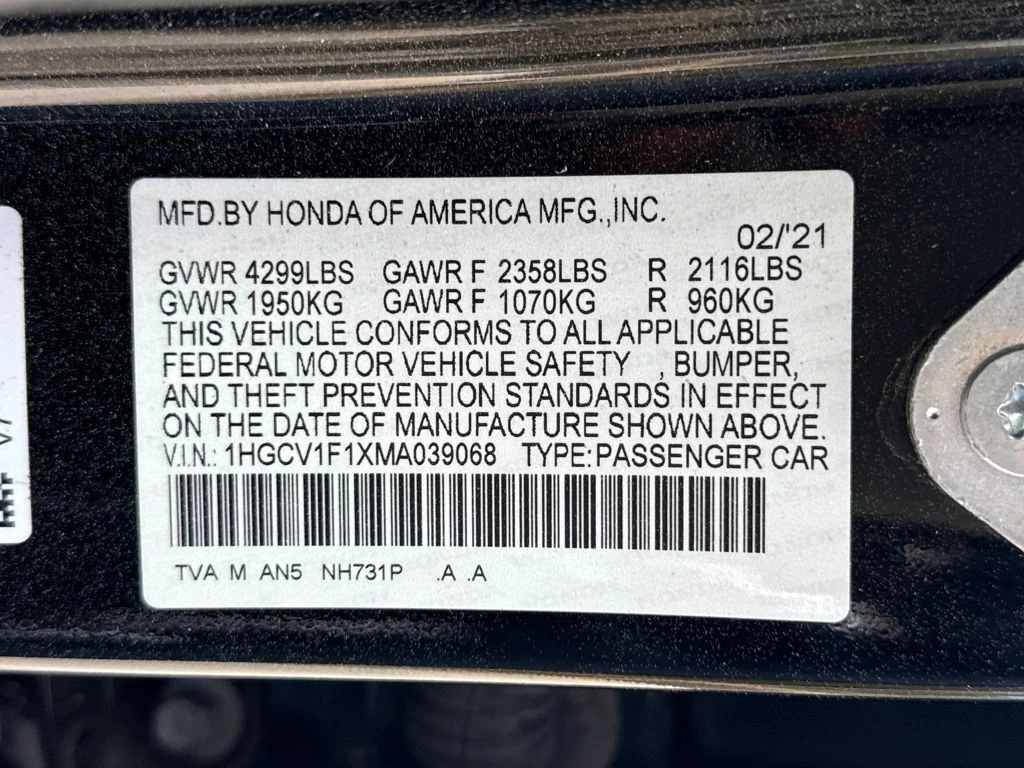 MFD.BY HONDA OF AMERICA MFG.,INC.
02/'21
GVWR 4299LBS GAWR F 2358LBS R 2116LBS
GVWR 1950KG GAWR F 1070KG R 960KG
THIS VEHICLE CONFORMS TO ALL APPLICABLE
FEDERAL MOTOR VEHICLE SAFETY , BUMPER,
AND THEFT PREVENTION STANDARDS IN EFFECT
ON THE DATE OF MANUFACTURE SHOWN ABOVE.
V.I.N.: 1HGCV1F1XMA039068 TYPE:PASSENGER CAR
TVA M AN5 NH731P .A .A